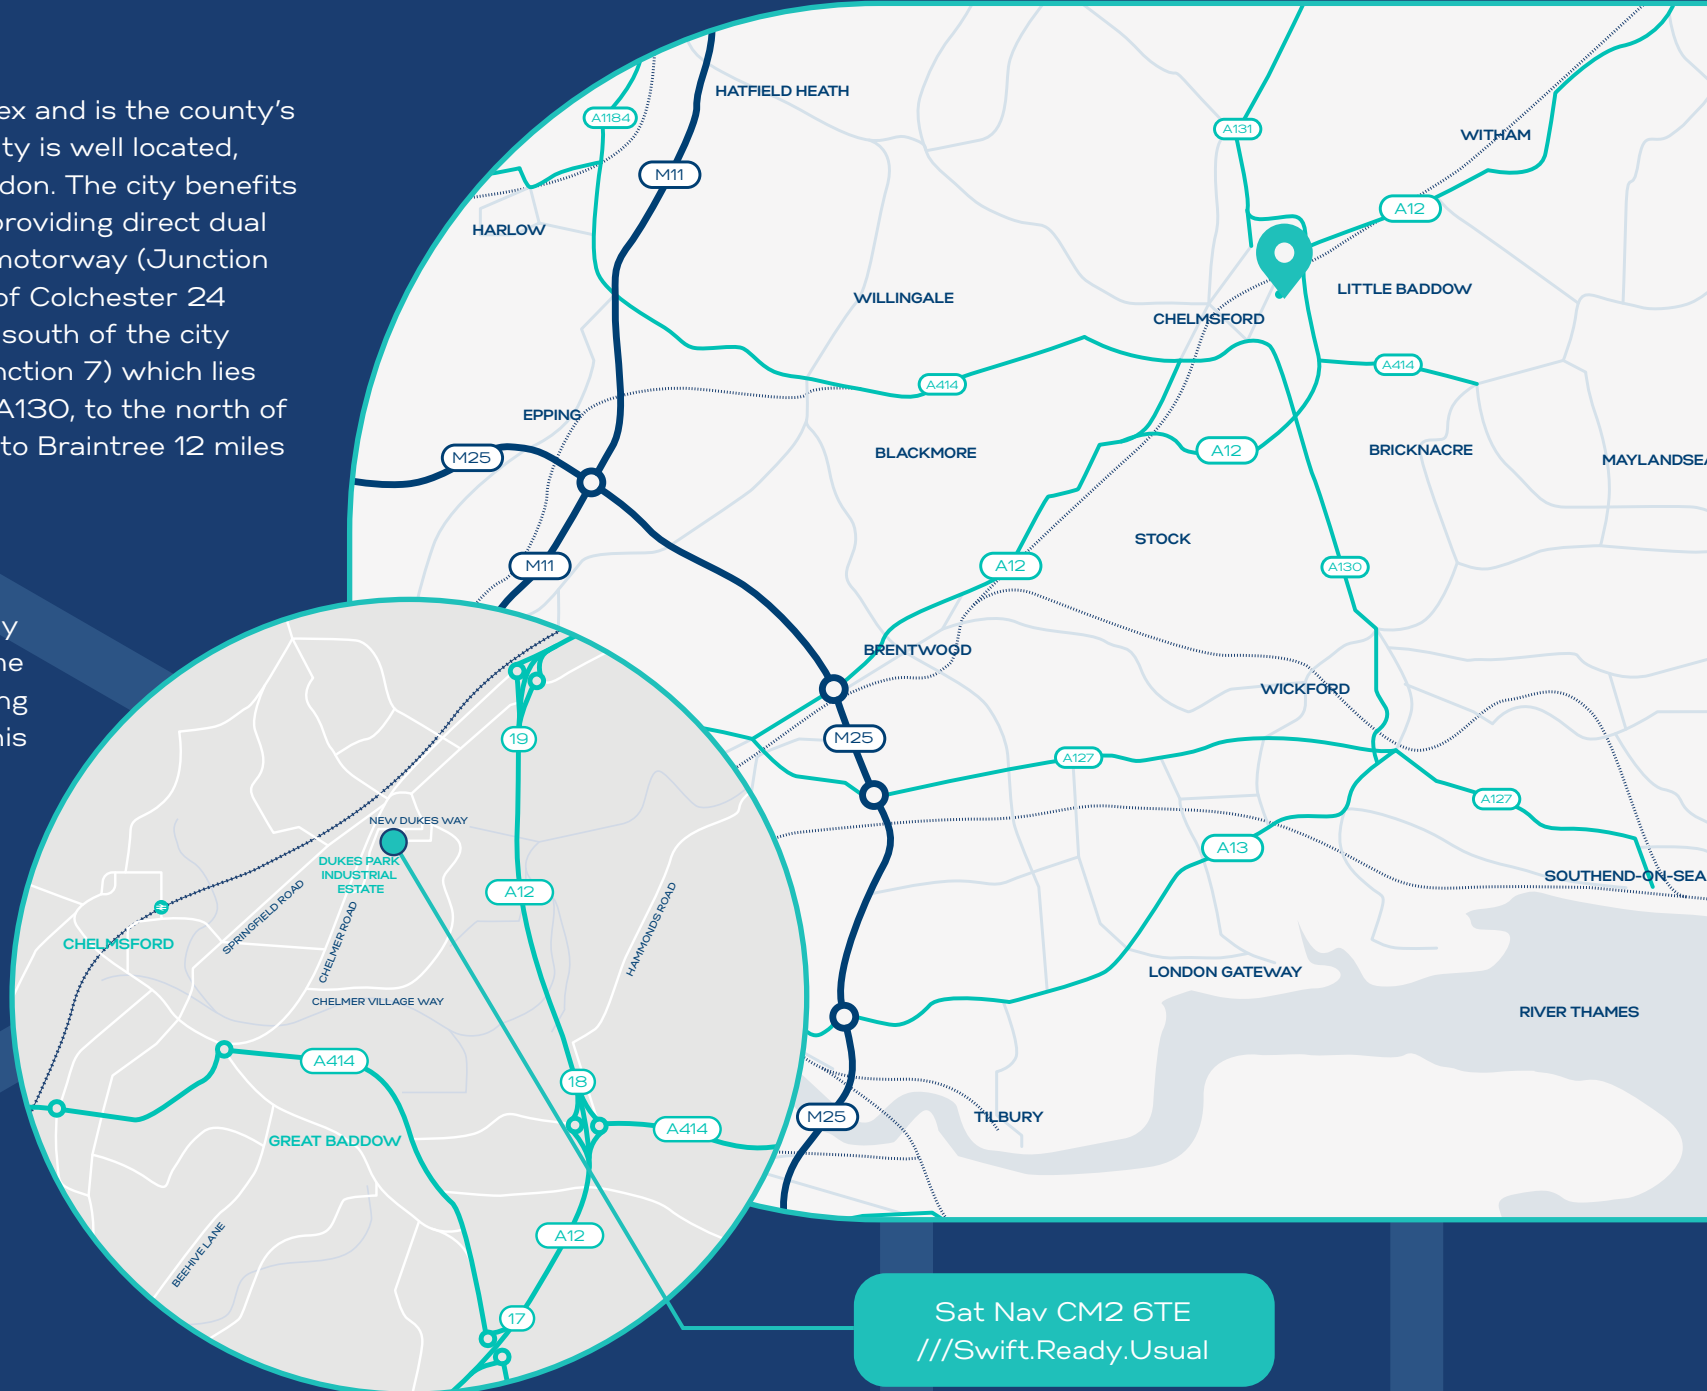 ex and is the county's
ty is well located,
don. The city benefits
providing direct dual
motorway (Junction
of Colchester 24
south of the city
nction 7) which lies
A130, to the north of
to Braintree 12 miles
y
ne
ng
nis
HATFIELD HEATH
A1184
A131
WITHAM
M11
A12
HARLOW
LITTLE BADDOW
WILLINGALE
CHELMSFORD
A414
A414
EPPING
BLACKMORE
A12
BRICKNACRE
M25
MAYLANDSEA
STOCK
M11
A12
A130
BRENTWOOD
WICKFORD
M25
A127
A127
A13
SOUTHEND-ON-SEA
LONDON GATEWAY
RIVER THAMES
M25
TILBURY
19
NEW DUKES WAY
DUKES PARK
INDUSTRIAL
ESTATE
A12
SPRINGFIELD ROAD
CHELMER ROAD
HAMMONDS ROAD
CHELMSFORD
CHELMER VILLAGE WAY
A414
18
A414
GREAT BADDOW
A12
BEEHIVE LANE
17
Sat Nav CM2 6TE
///Swift.Ready.Usual